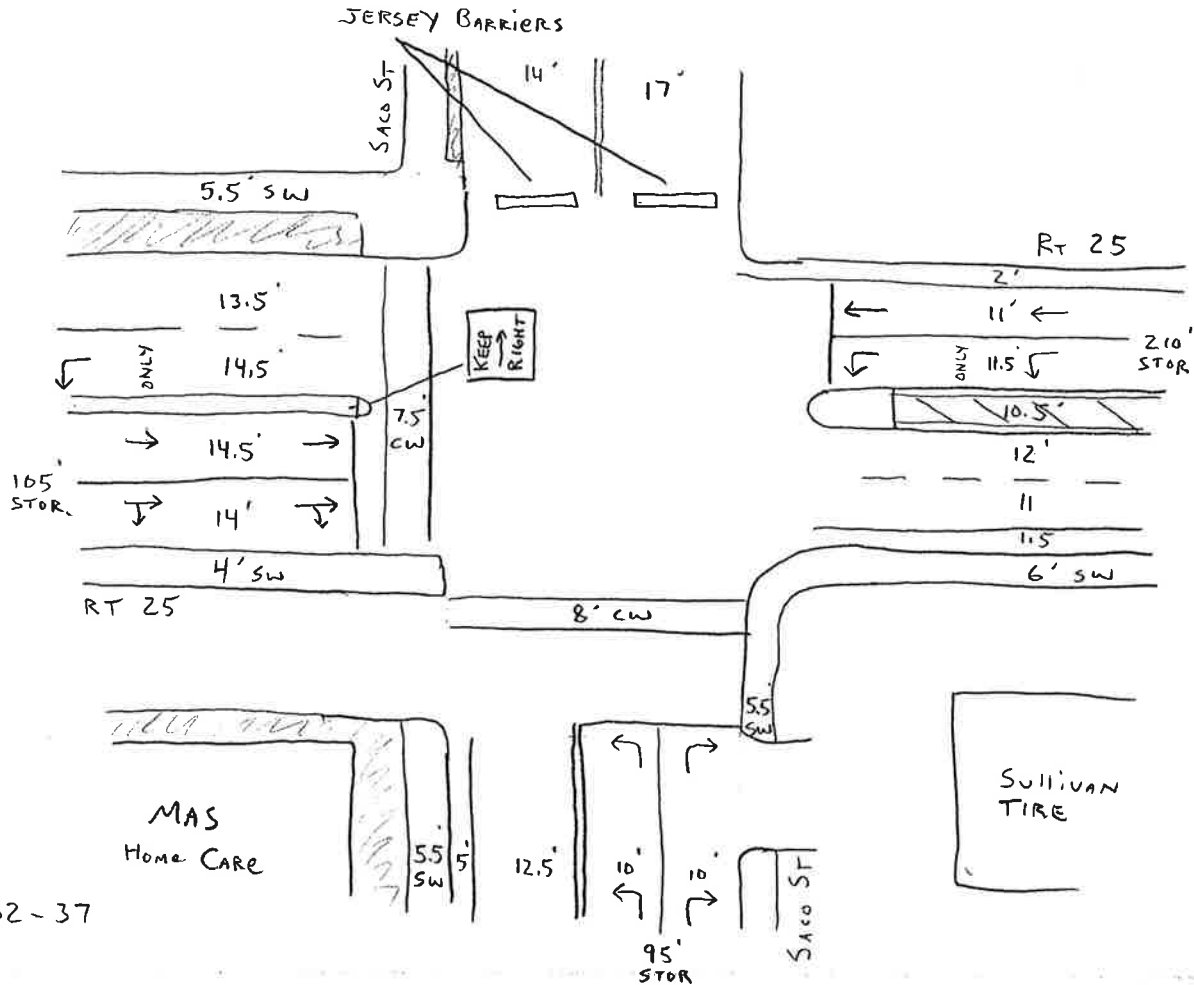 JERSEY BARRIERS
SACO ST
14'
17'
5.5' SW
RT 25
2'
13.5'
11'
KEEP
RIGHT
ONLY
14.5'
ONLY
11.5'
210'
STOR
7.5'
CW
10.5'
14.5'
12'
105'
STOR.
14'
11
1.5
4' SW
6' SW
RT 25
8' CW
5.5'
SW
MAS
HOME CARE
SULLIVAN
TIRE
5.5'
SW
5'
12.5'
10'
10'
SACO ST
2-37
95'
STOR